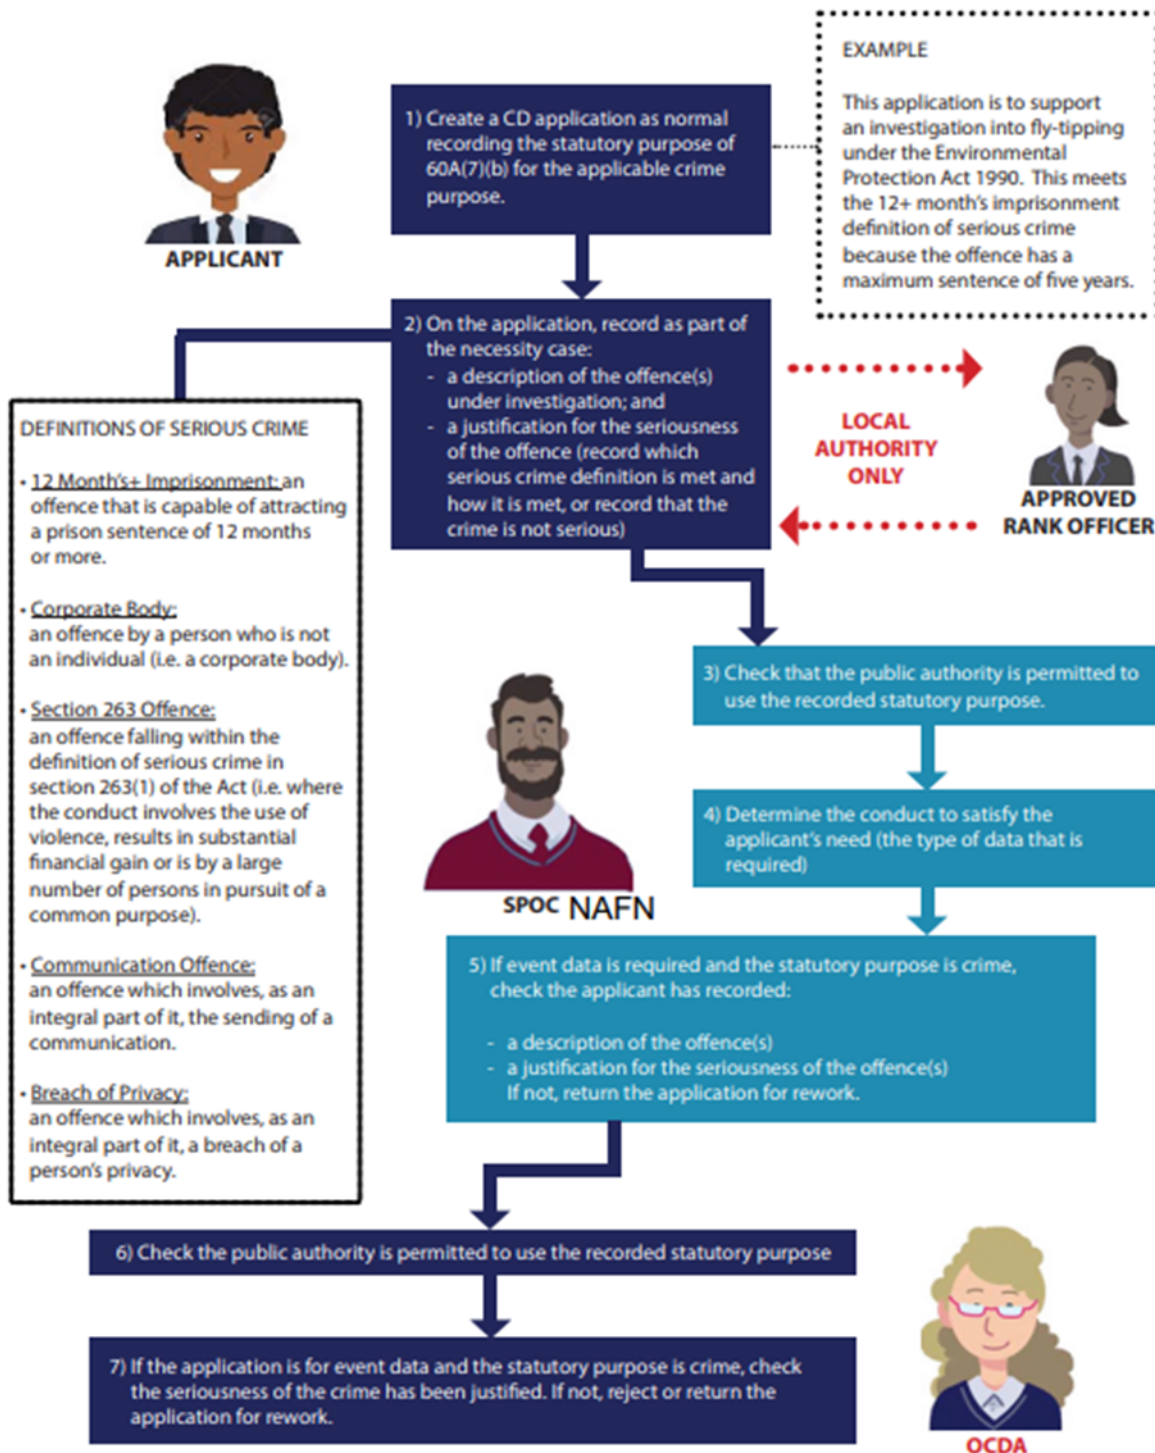 EXAMPLE
This application is to support
an investigation into fly-tipping
under the Environmental
Protection Act 1990.  This meets
the 12+ month's imprisonment
definition of serious crime
because the offence has a
maximum sentence of five years.
1) Create a CD application as normal
recording the statutory purpose of
60A(7)(b) for the applicable crime
purpose.
APPLICANT
2) On the application, record as part of
the necessity case:
- a description of the offence(s)
under investigation; and
- a justification for the seriousness
of the offence (record which
serious crime definition is met and
how it is met, or record that the
crime is not serious)
LOCAL
AUTHORITY
ONLY
APPROVED
RANK OFFICER
DEFINITIONS OF SERIOUS CRIME
• 12 Month's+ Imprisonment: an
offence that is capable of attracting
a prison sentence of 12 months
or more.
• Corporate Body:
an offence by a person who is not
an individual (i.e. a corporate body).
• Section 263 Offence:
an offence falling within the
definition of serious crime in
section 263(1) of the Act (i.e. where
the conduct involves the use of
violence, results in substantial
financial gain or is by a large
number of persons in pursuit of a
common purpose).
• Communication Offence:
an offence which involves, as an
integral part of it, the sending of a
communication.
• Breach of Privacy:
an offence which involves, as an
integral part of it, a breach of a
person's privacy.
3) Check that the public authority is permitted to
use the recorded statutory purpose.
4) Determine the conduct to satisfy the
applicant's need (the type of data that is
required)
SPOC NAFN
5) If event data is required and the statutory purpose is crime,
check the applicant has recorded:
- a description of the offence(s)
- a justification for the seriousness of the offence(s)
If not, return the application for rework.
6) Check the public authority is permitted to use the recorded statutory purpose
7) If the application is for event data and the statutory purpose is crime, check
the seriousness of the crime has been justified. If not, reject or return the
application for rework.
OCDA